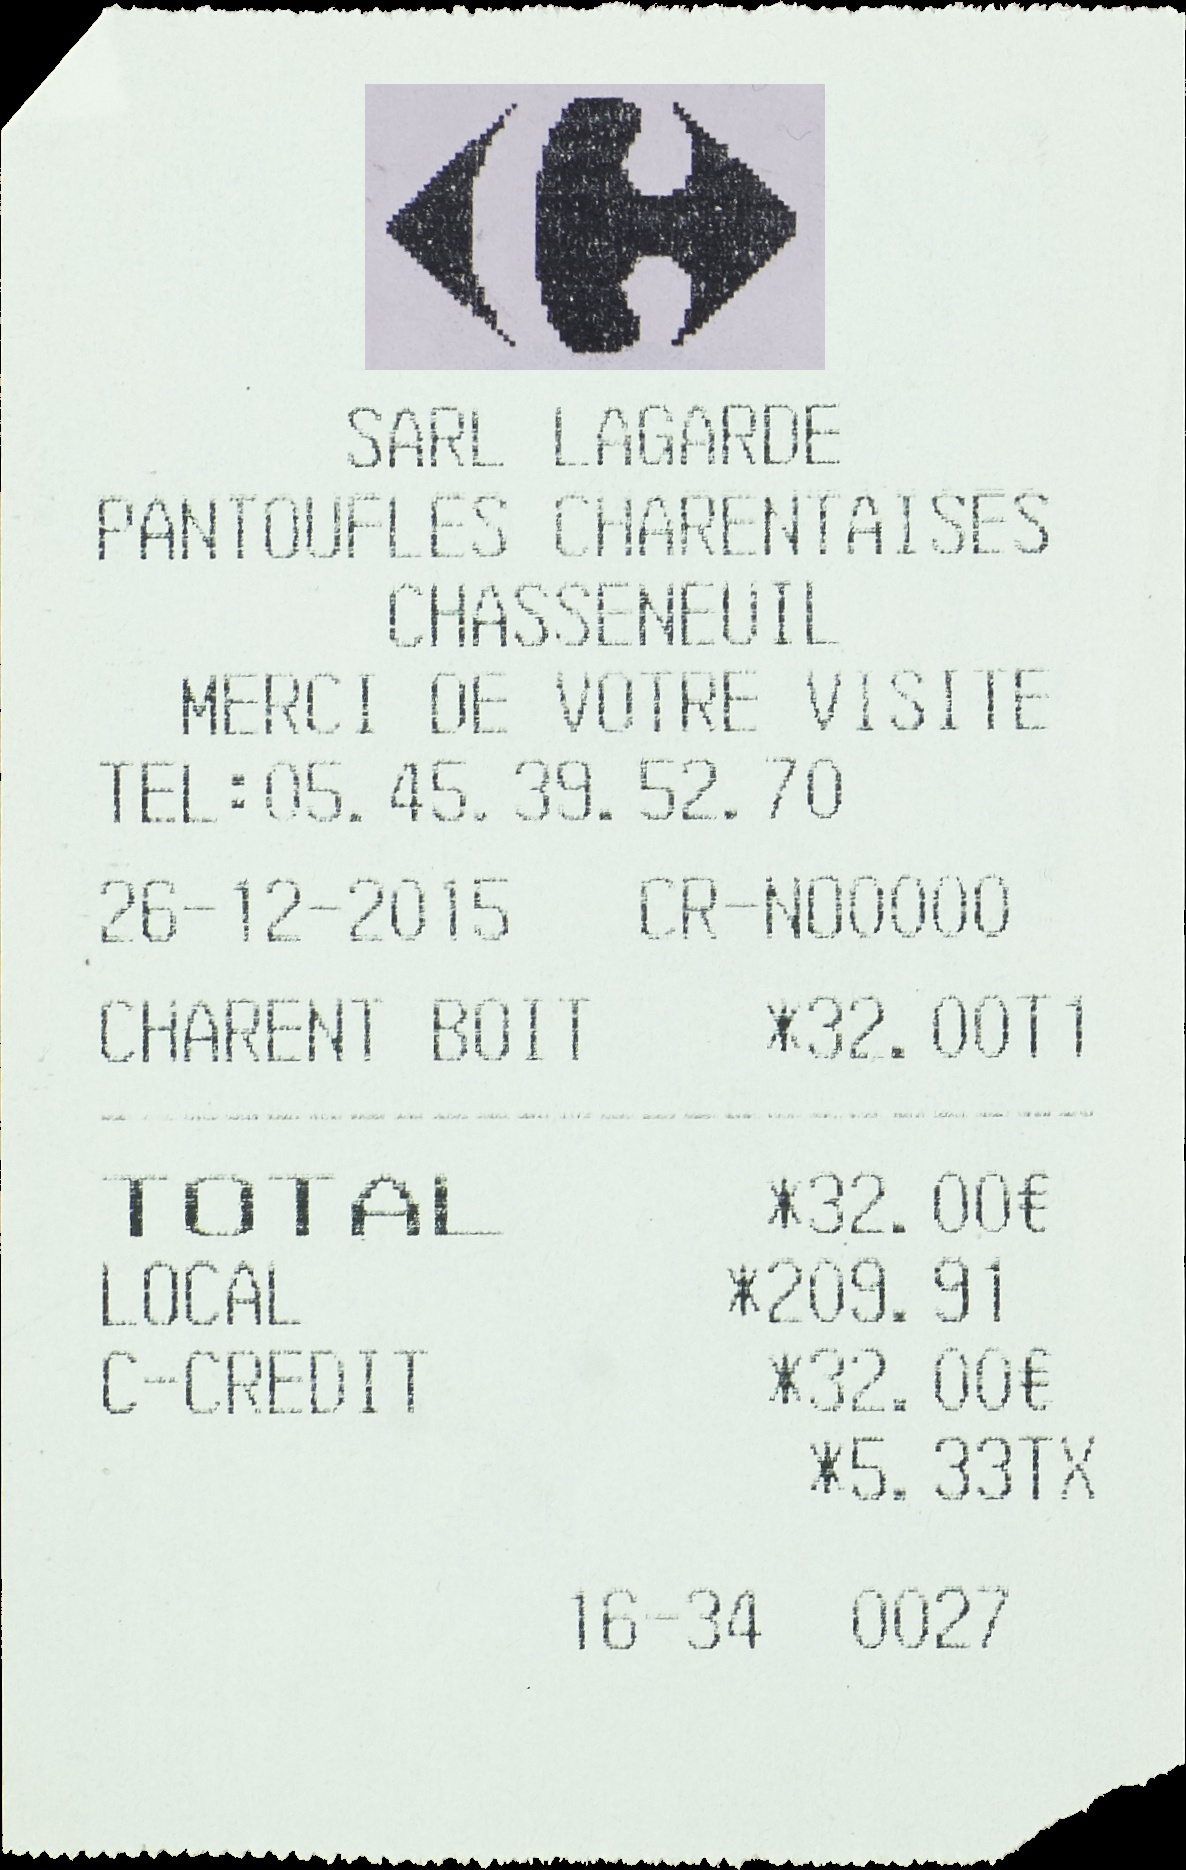 SARL LAGARDE
PANTOUFLES CHARENTAISES
CHASSENEUIL
MERCI DE VOTRE VISITE
TEL:05.45.39.52.70
26-12-2015 CR-N00000
CHARENT BOIT *32.00T1
TOTAL *32.00€
LOCAL *209.91
C-CREDIT *32.00€
*5.33TX
16-34 0027